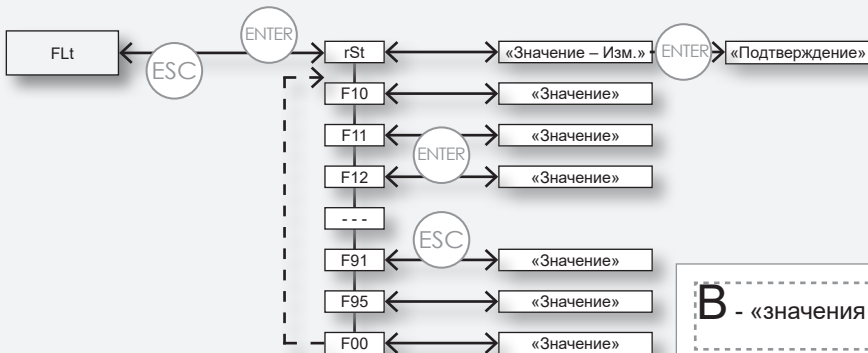 ENTER
FLt
ESC
rSt
«Значение – Изм.»
ENTER
«Подтверждение»
F10
«Значение»
F11
«Значение»
ENTER
F12
«Значение»
- - -
ESC
F91
«Значение»
F95
«Значение»
F00
«Значение»
В - «значения